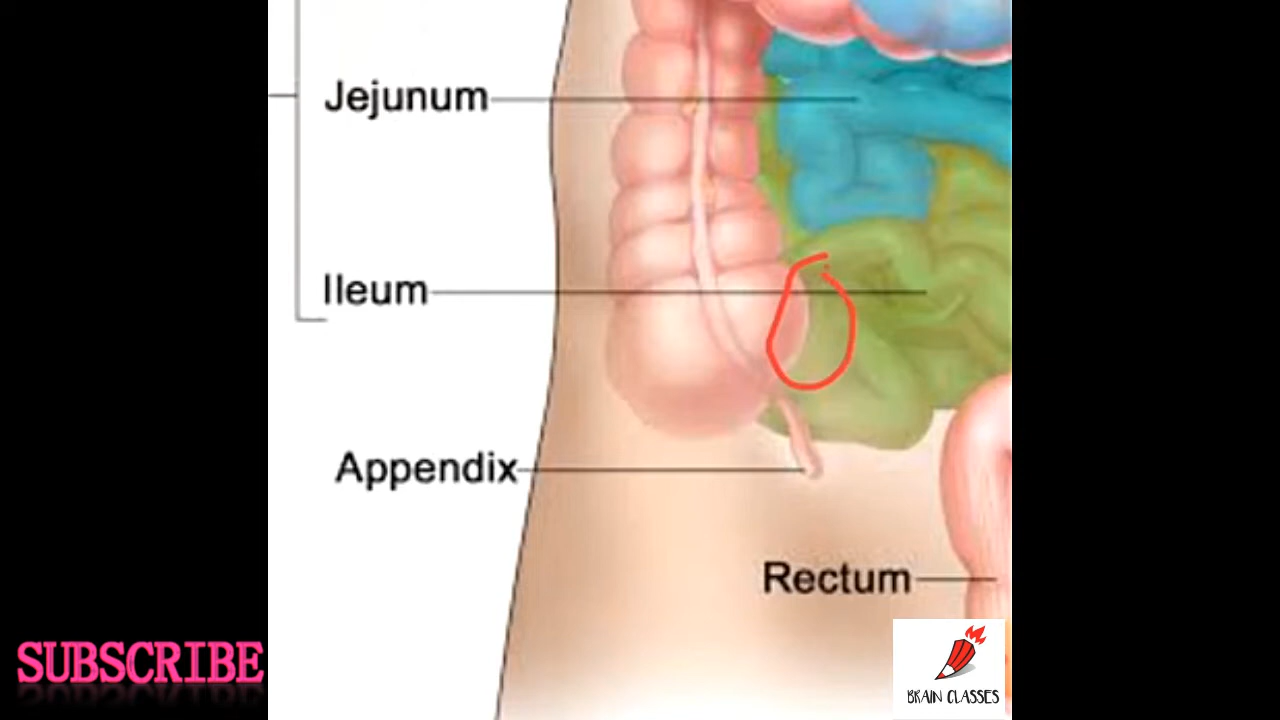 Jejunum
Ileum
Appendix
Rectum
SUBSCRIBE
BRAIN CLASSES